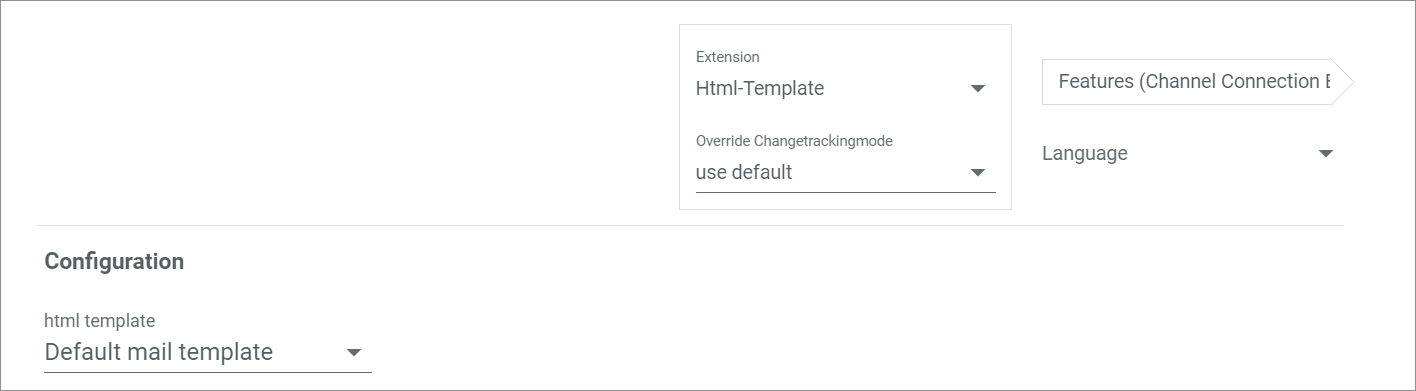 Extension
Html-Template
Override Changetrackingmode
use default
Features (Channel Connection
Language
Configuration
html template
Default mail template